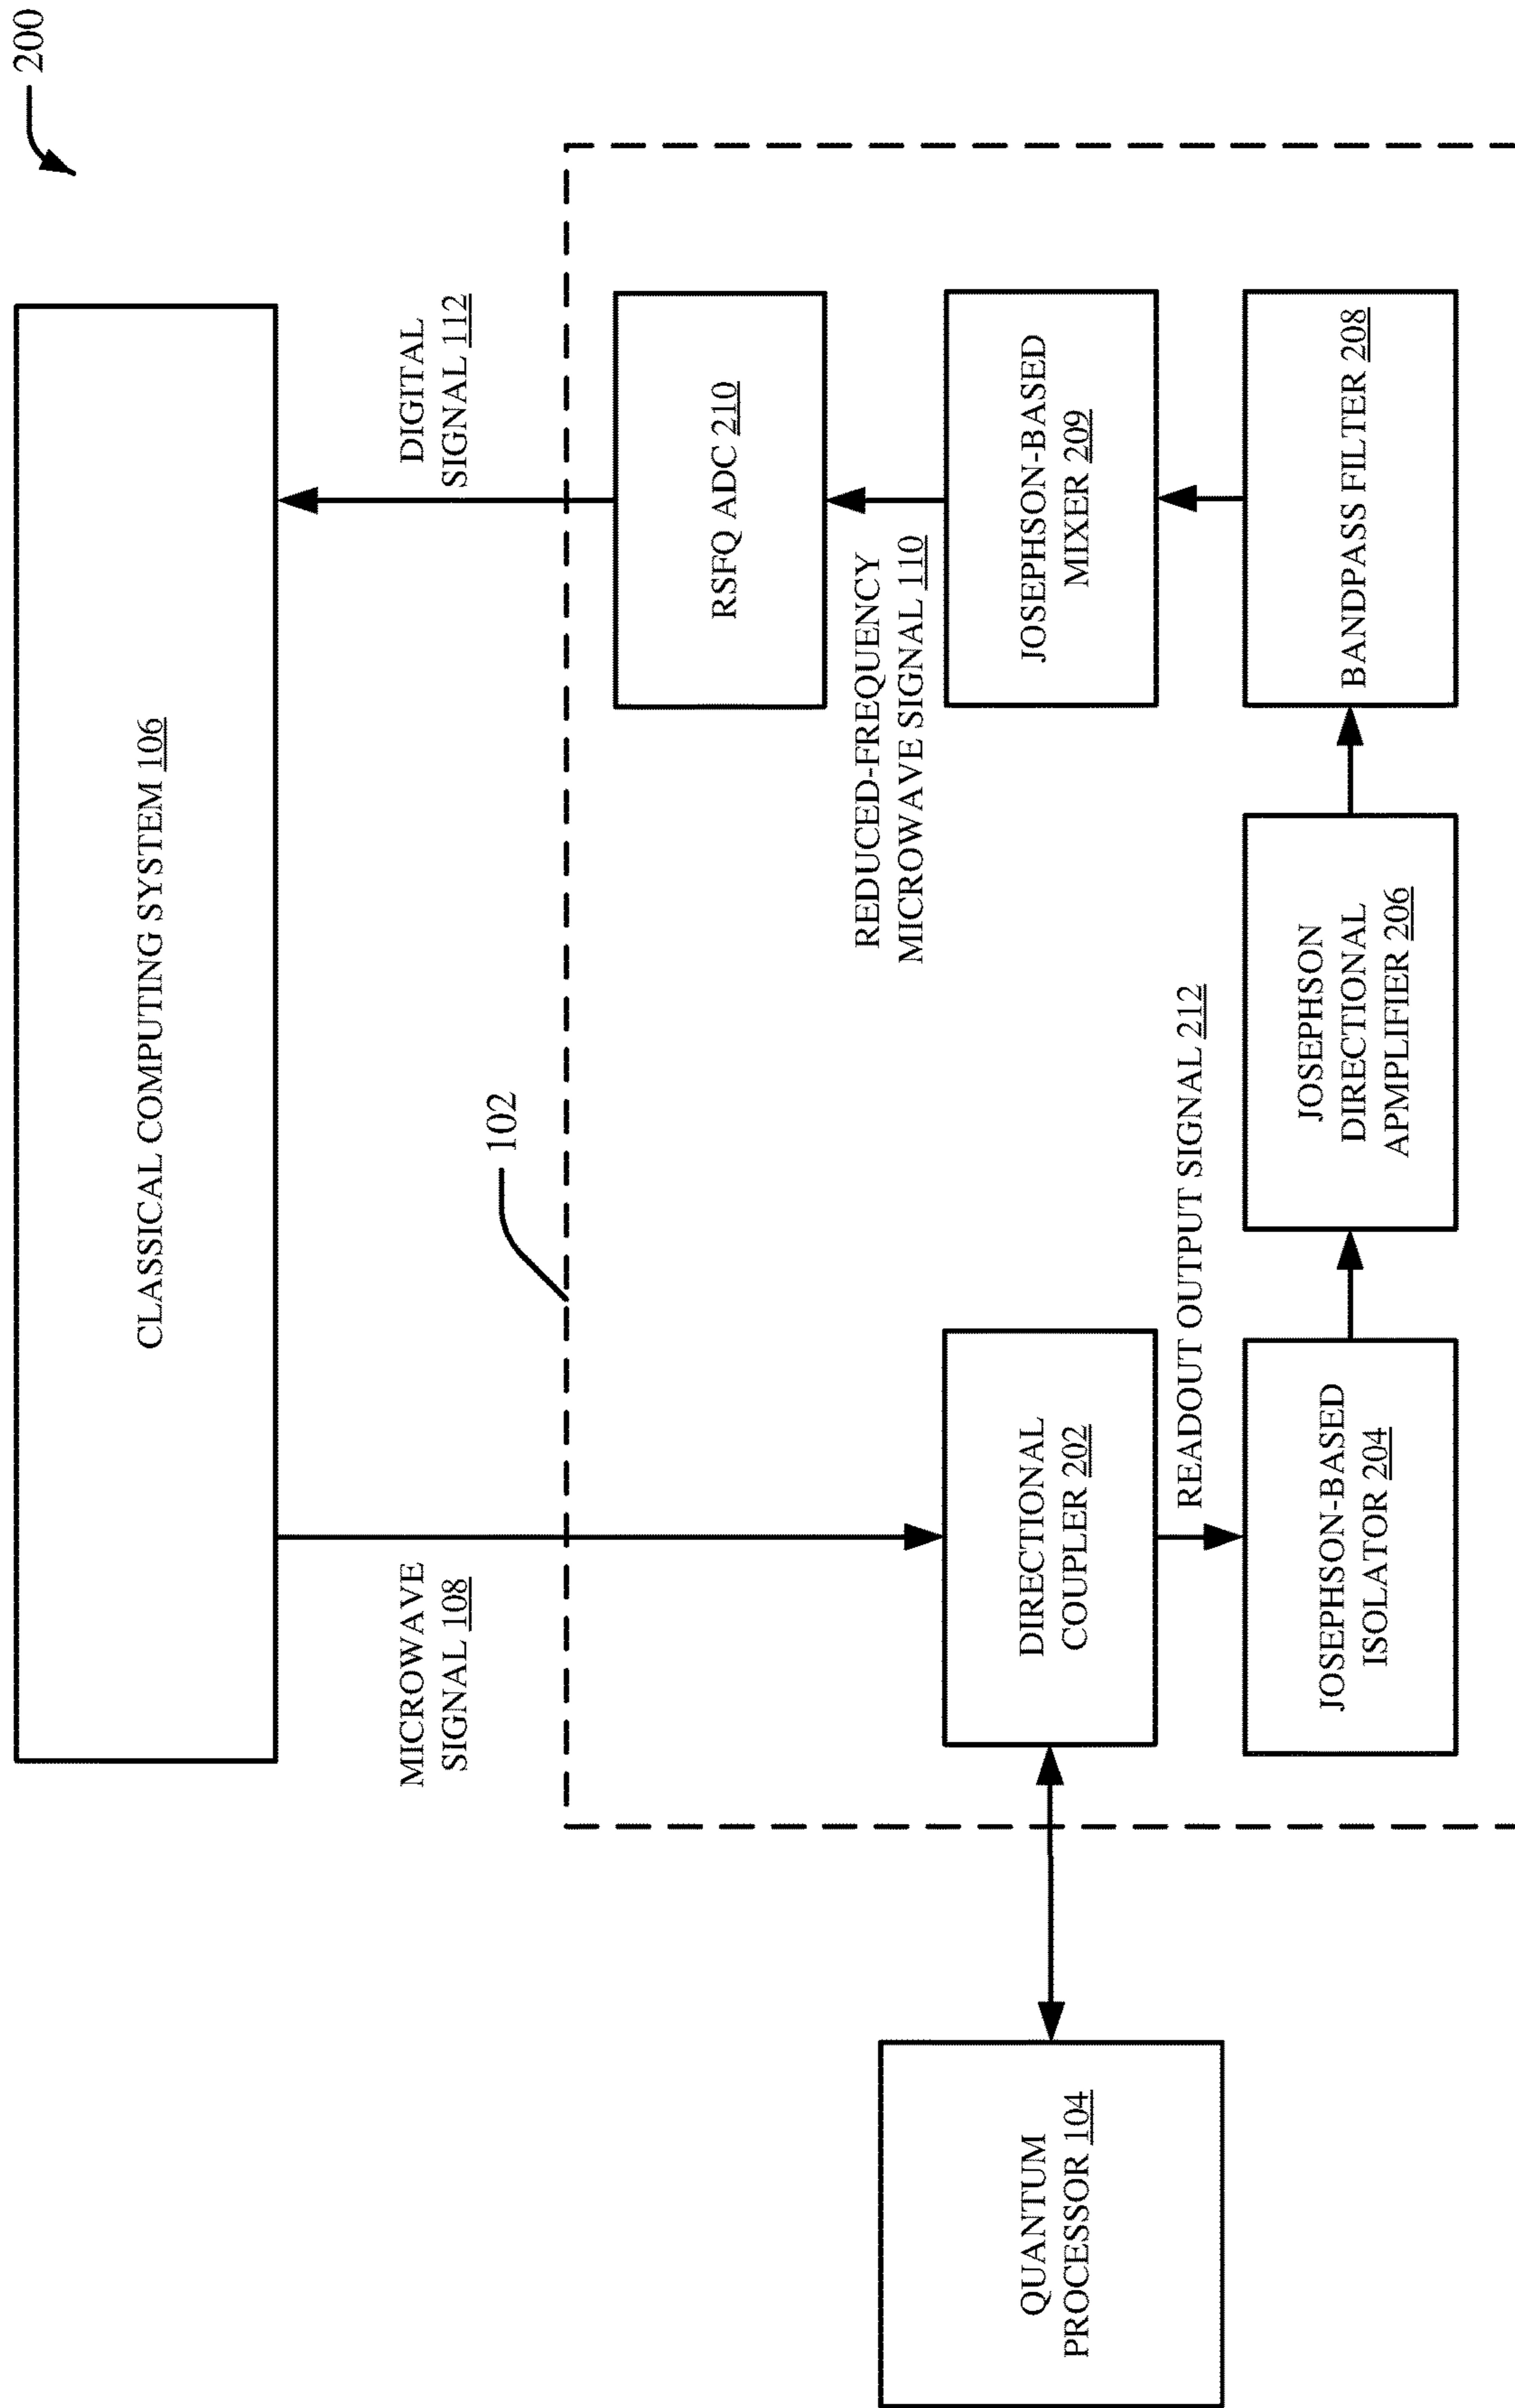 200
CLASSICAL COMPUTING SYSTEM 106
MICROWAVE
SIGNAL 108
DIGITAL
SIGNAL 112
102
RSFQ ADC 210
REDUCED-FREQUENCY
MICROWAVE SIGNAL 110
QUANTUM
PROCESSOR 104
DIRECTIONAL
COUPLER 202
JOSEPHSON-BASED
MIXER 209
READOUT OUTPUT SIGNAL 212
JOSEPHSON-BASED
ISOLATOR 204
JOSEPHSON
DIRECTIONAL
APMPLIFIER 206
BANDPASS FILTER 208